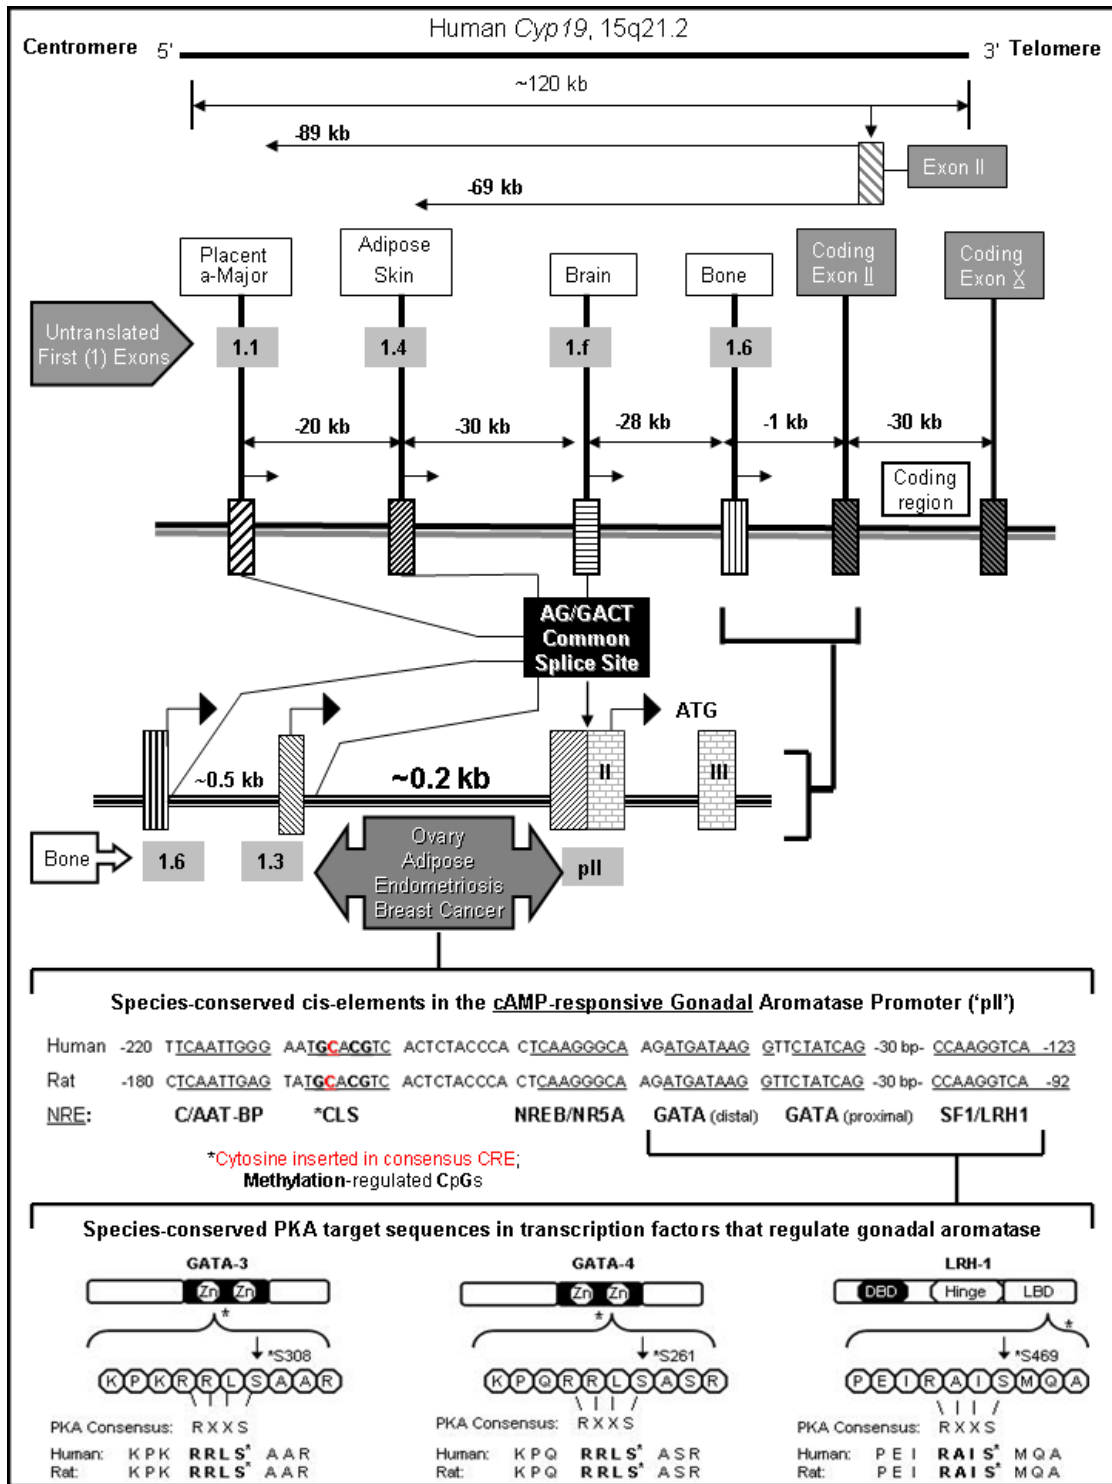 Human Cyp19, 15q21.2
Centromere 5' 3' Telomere
~120 kb
-89 kb
Exon II
-69 kb
Placent
a-Major
Adipose
Skin
Brain
Bone
Coding
Exon II
Coding
Exon X
Untranslated
First (1) Exons
1.1 1.4 1.f 1.6
-20 kb -30 kb -28 kb -1 kb -30 kb
Coding
region
AG/GACT
Common
Splice Site
ATG
~0.5 kb ~0.2 kb II III
Bone 1.6 1.3 pII
Ovary
Adipose
Endometriosis
Breast Cancer
Species-conserved cis-elements in the cAMP-responsive Gonadal Aromatase Promoter ('pII')
Human -220 TTCAATTGGG AATGCACGTC ACTCTACCCA CTCAAGGGCA AGATGATAAG GTTCTATCAG -30 bp- CCAAGGTCA -123
Rat -180 CTCAATTGAG TATGCACGTC ACTCTACCCA CTCAAGGGCA AGATGATAAG GTTCTATCAG -30 bp- CCAAGGTCA -92
NRE: C/AAT-BP *CLS NREB/NR5A GATA (distal) GATA (proximal) SF1/LRH1
*Cytosine inserted in consensus CRE;
Methylation-regulated CpGs
Species-conserved PKA target sequences in transcription factors that regulate gonadal aromatase
GATA-3 GATA-4 LRH-1
Zn Zn Zn Zn DBD Hinge LBD
* * *
*S308 *S261 *S469
K P K R R L S A A R K P Q R R L S A S R P E I R A I S M Q A
PKA Consensus: R X X S PKA Consensus: R X X S PKA Consensus: R X X S
Human: K P K R R L S* A A R Human: K P Q R R L S* A S R Human: P E I R A I S* M Q A
Rat: K P K R R L S* A A R Rat: K P Q R R L S* A S R Rat: P E I R A I S* M Q A